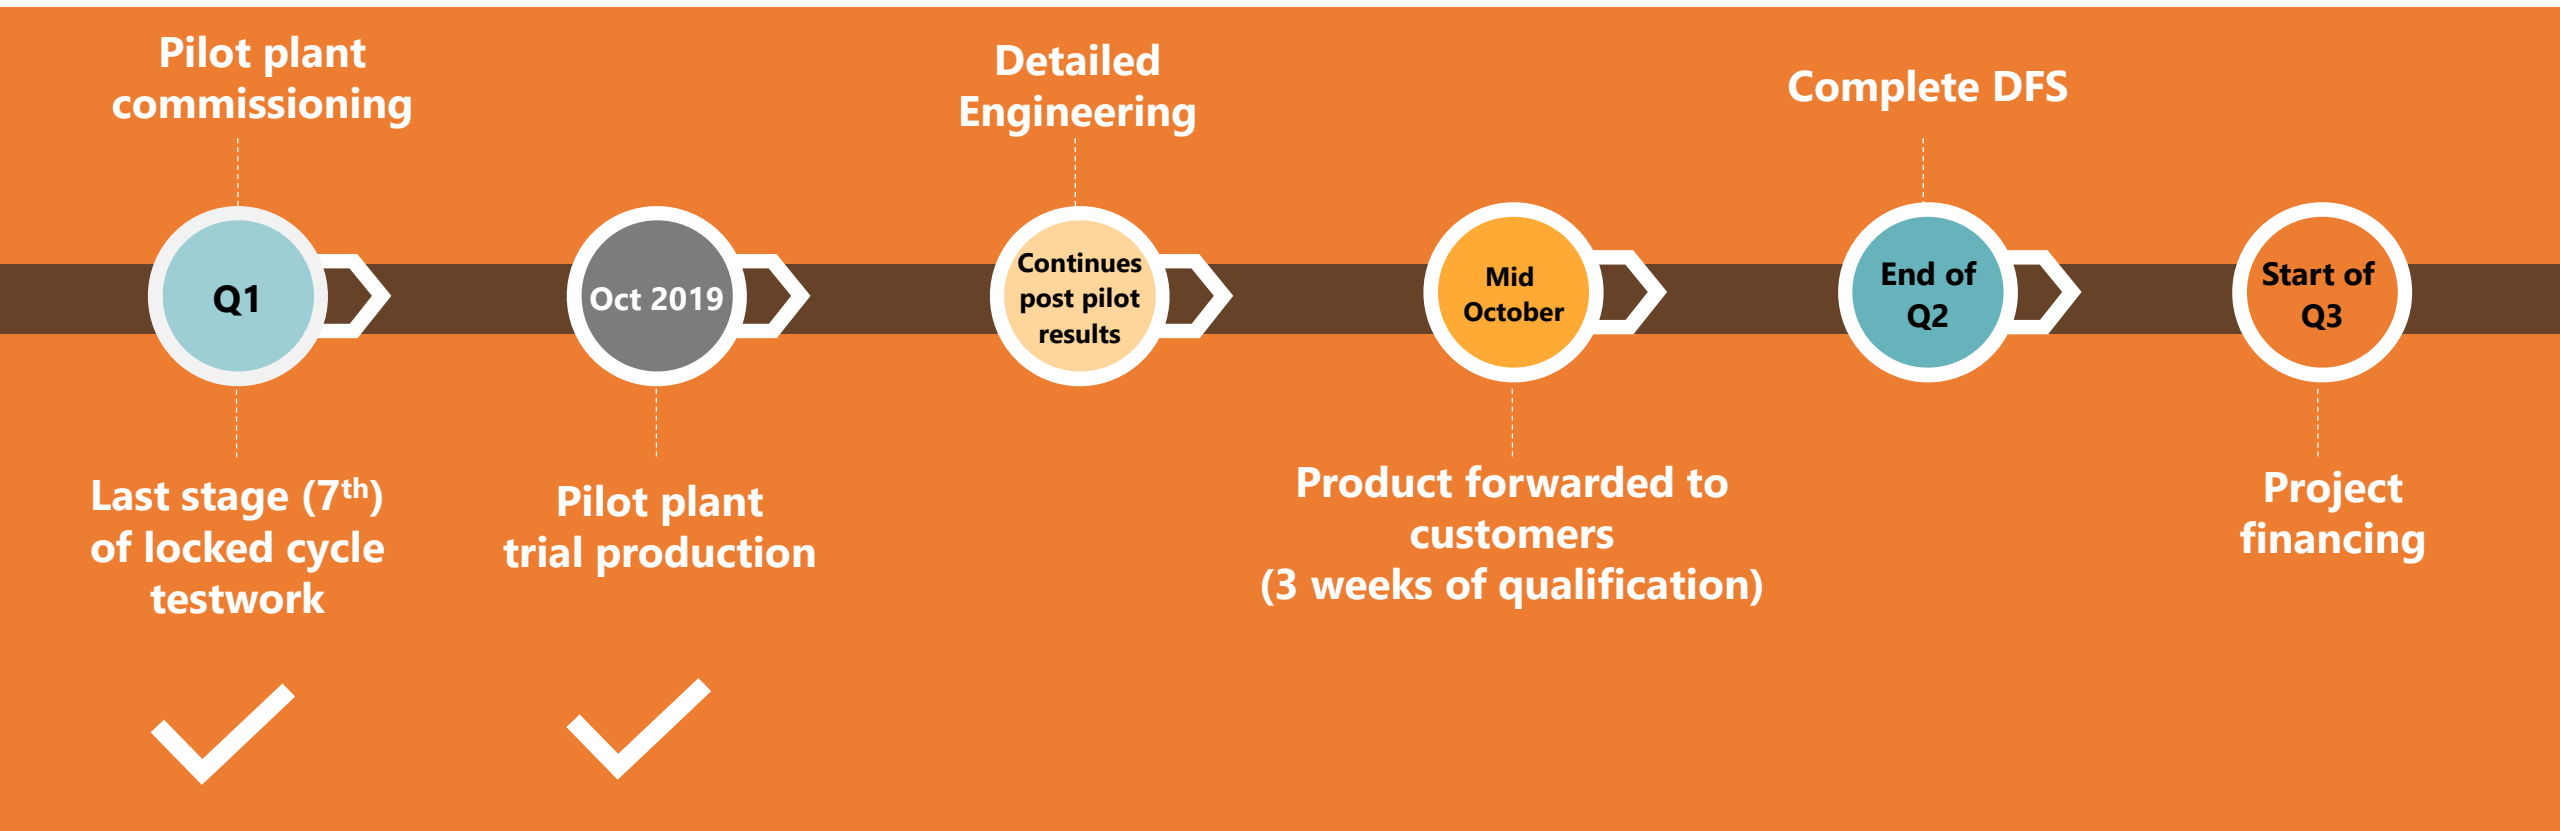 Pilot plant
commissioning
Q1
Last stage (7th)
of locked cycle
testwork
Oct 2019
Pilot plant
trial production
Detailed
Engineering
Continues
post pilot
results
Mid
October
Product forwarded to
customers
(3 weeks of qualification)
Complete DFS
End of
Q2
Start of
Q3
Project
financing